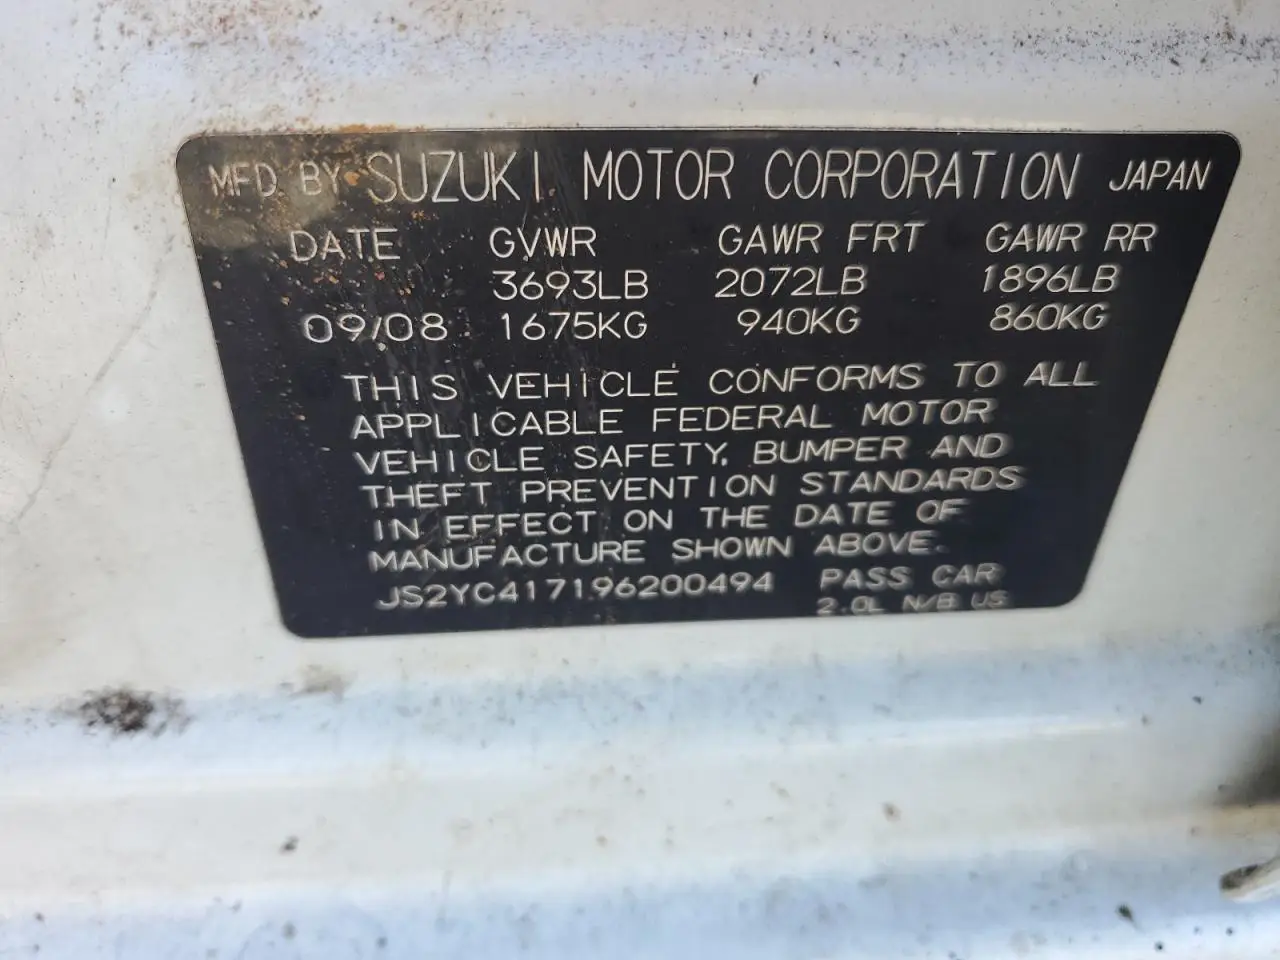 MFD. BY SUZUKI MOTOR CORPORATION JAPAN
DATE GVWR GAWR FRT GAWR RR
3693LB 2072LB 1896LB
09/08 1675KG 940KG 860KG
THIS VEHICLE CONFORMS TO ALL
APPLICABLE FEDERAL MOTOR
VEHICLE SAFETY, BUMPER AND
THEFT PREVENTION STANDARDS
IN EFFECT ON THE DATE OF
MANUFACTURE SHOWN ABOVE.
JS2YC417196200494 PASS CAR
2.0L N/B US